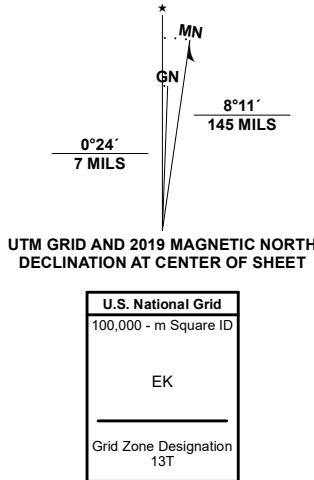 ★
MN
GN
8°11´
145 MILS
0°24´
7 MILS
UTM GRID AND 2019 MAGNETIC NORTH
DECLINATION AT CENTER OF SHEET
U.S. National Grid
100,000 - m Square ID
EK
Grid Zone Designation
13T